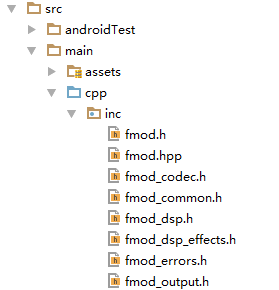 src
androidTest
main
assets
cpp
inc
fmod.h
fmod.hpp
fmod_codec.h
fmod_common.h
fmod_dsp.h
fmod_dsp_effects.h
fmod_errors.h
fmod_output.h